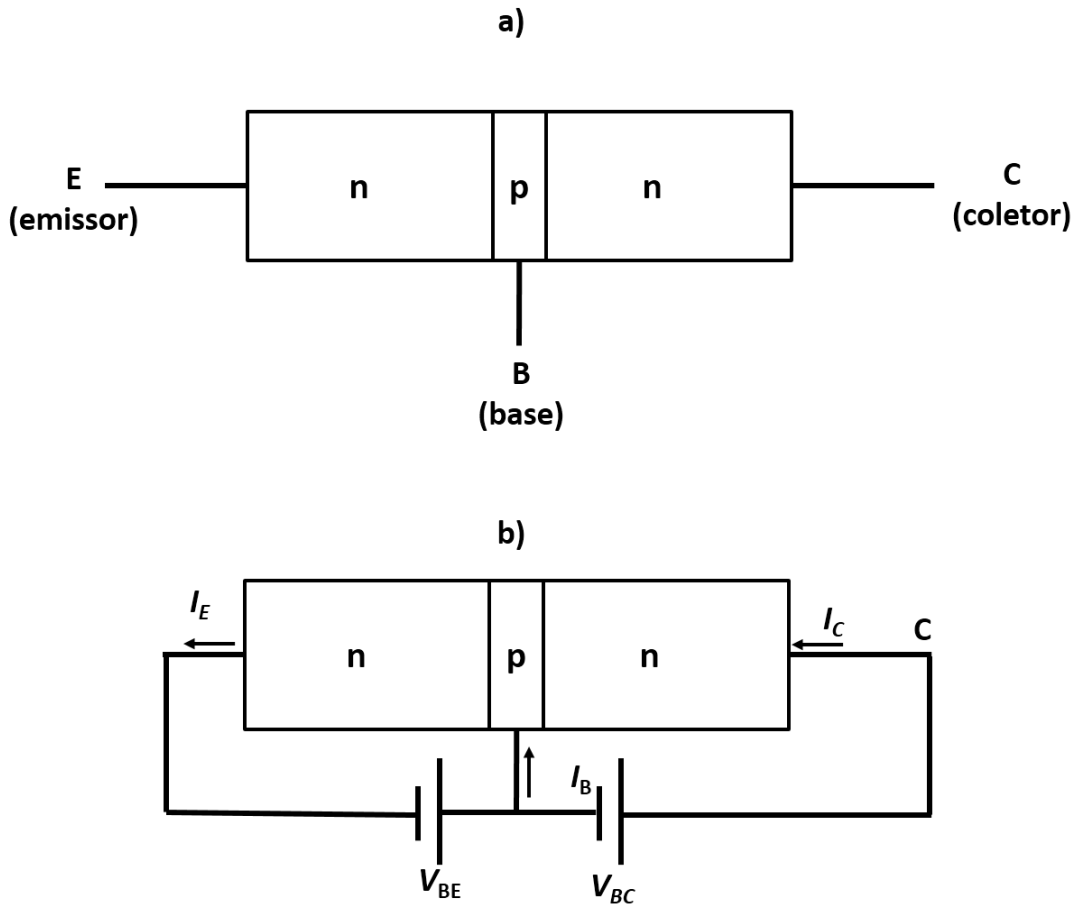 a)
E
(emissor)
n
p
n
C
(coletor)
B
(base)
b)
I_E
n
p
n
I_C
C
I_B
V_BE
V_BC